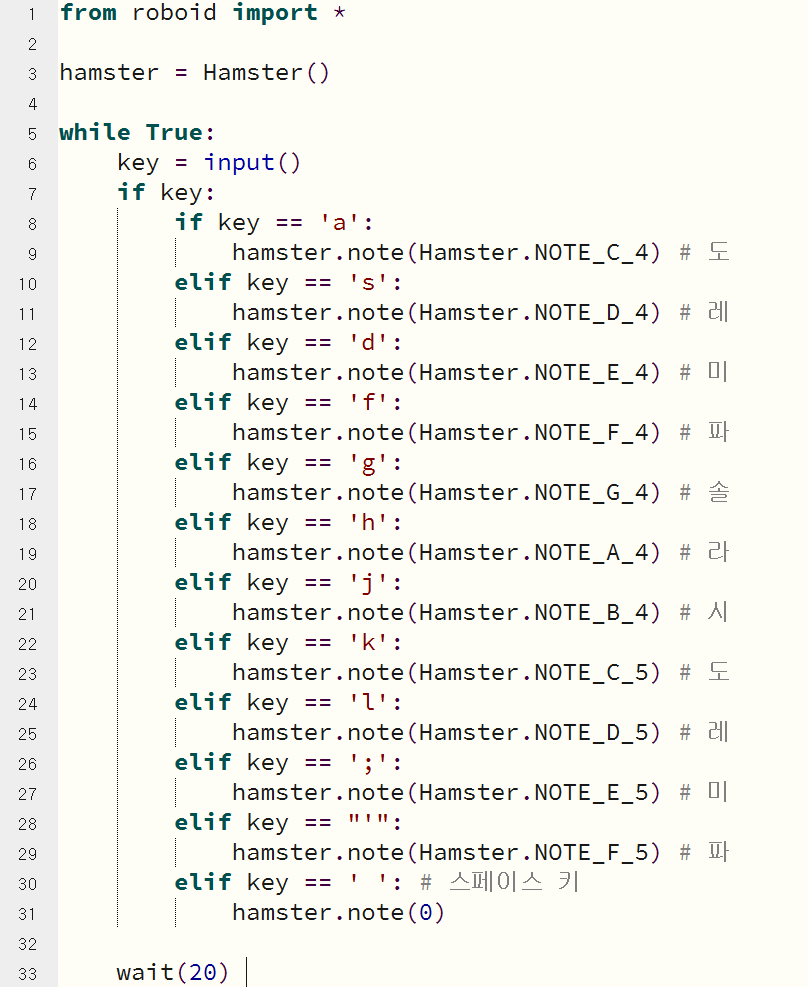 1 from roboid import *
2
3 hamster = Hamster()
4
5 while True:
6     key = input()
7     if key:
8         if key == 'a':
9             hamster.note(Hamster.NOTE_C_4) # 도
10         elif key == 's':
11             hamster.note(Hamster.NOTE_D_4) # 레
12         elif key == 'd':
13             hamster.note(Hamster.NOTE_E_4) # 미
14         elif key == 'f':
15             hamster.note(Hamster.NOTE_F_4) # 파
16         elif key == 'g':
17             hamster.note(Hamster.NOTE_G_4) # 솔
18         elif key == 'h':
19             hamster.note(Hamster.NOTE_A_4) # 라
20         elif key == 'j':
21             hamster.note(Hamster.NOTE_B_4) # 시
22         elif key == 'k':
23             hamster.note(Hamster.NOTE_C_5) # 도
24         elif key == 'l':
25             hamster.note(Hamster.NOTE_D_5) # 레
26         elif key == ';':
27             hamster.note(Hamster.NOTE_E_5) # 미
28         elif key == "'":
29             hamster.note(Hamster.NOTE_F_5) # 파
30         elif key == ' ': # 스페이스 키
31             hamster.note(0)
32
33     wait(20)